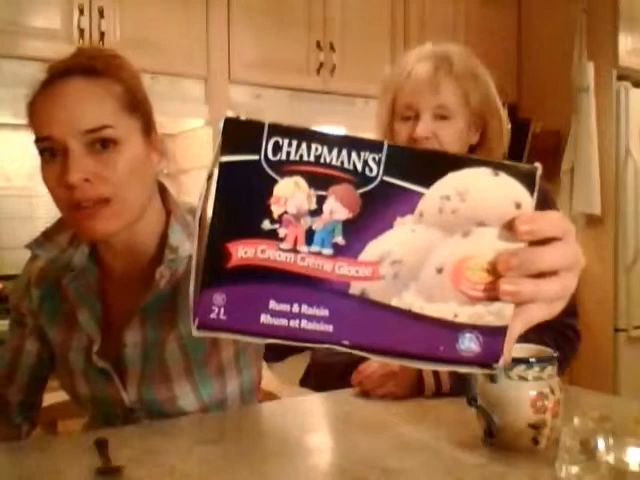 CHAPMAN'S
Ice Cream Crème Glacée
Rum & Raisin
Rhum et Raisins
2L